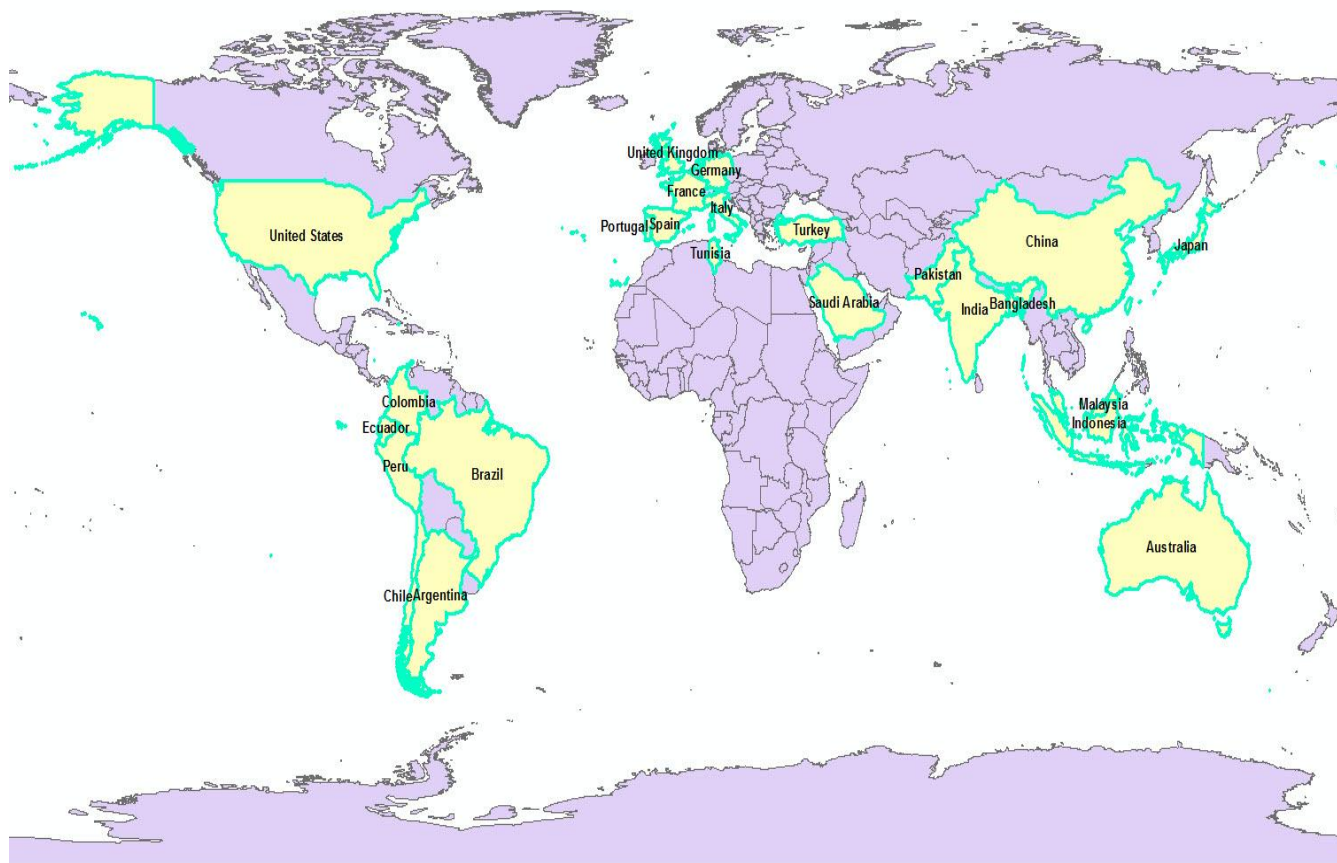 United Kingdom
Germany
France
Italy
Portugal
Spain
United States
Turkey
China
Japan
Tunisia
Pakistan
Saudi Arabia
India
Bangladesh
Colombia
Malaysia
Ecuador
Indonesia
Peru
Brazil
Australia
Chile
Argentina